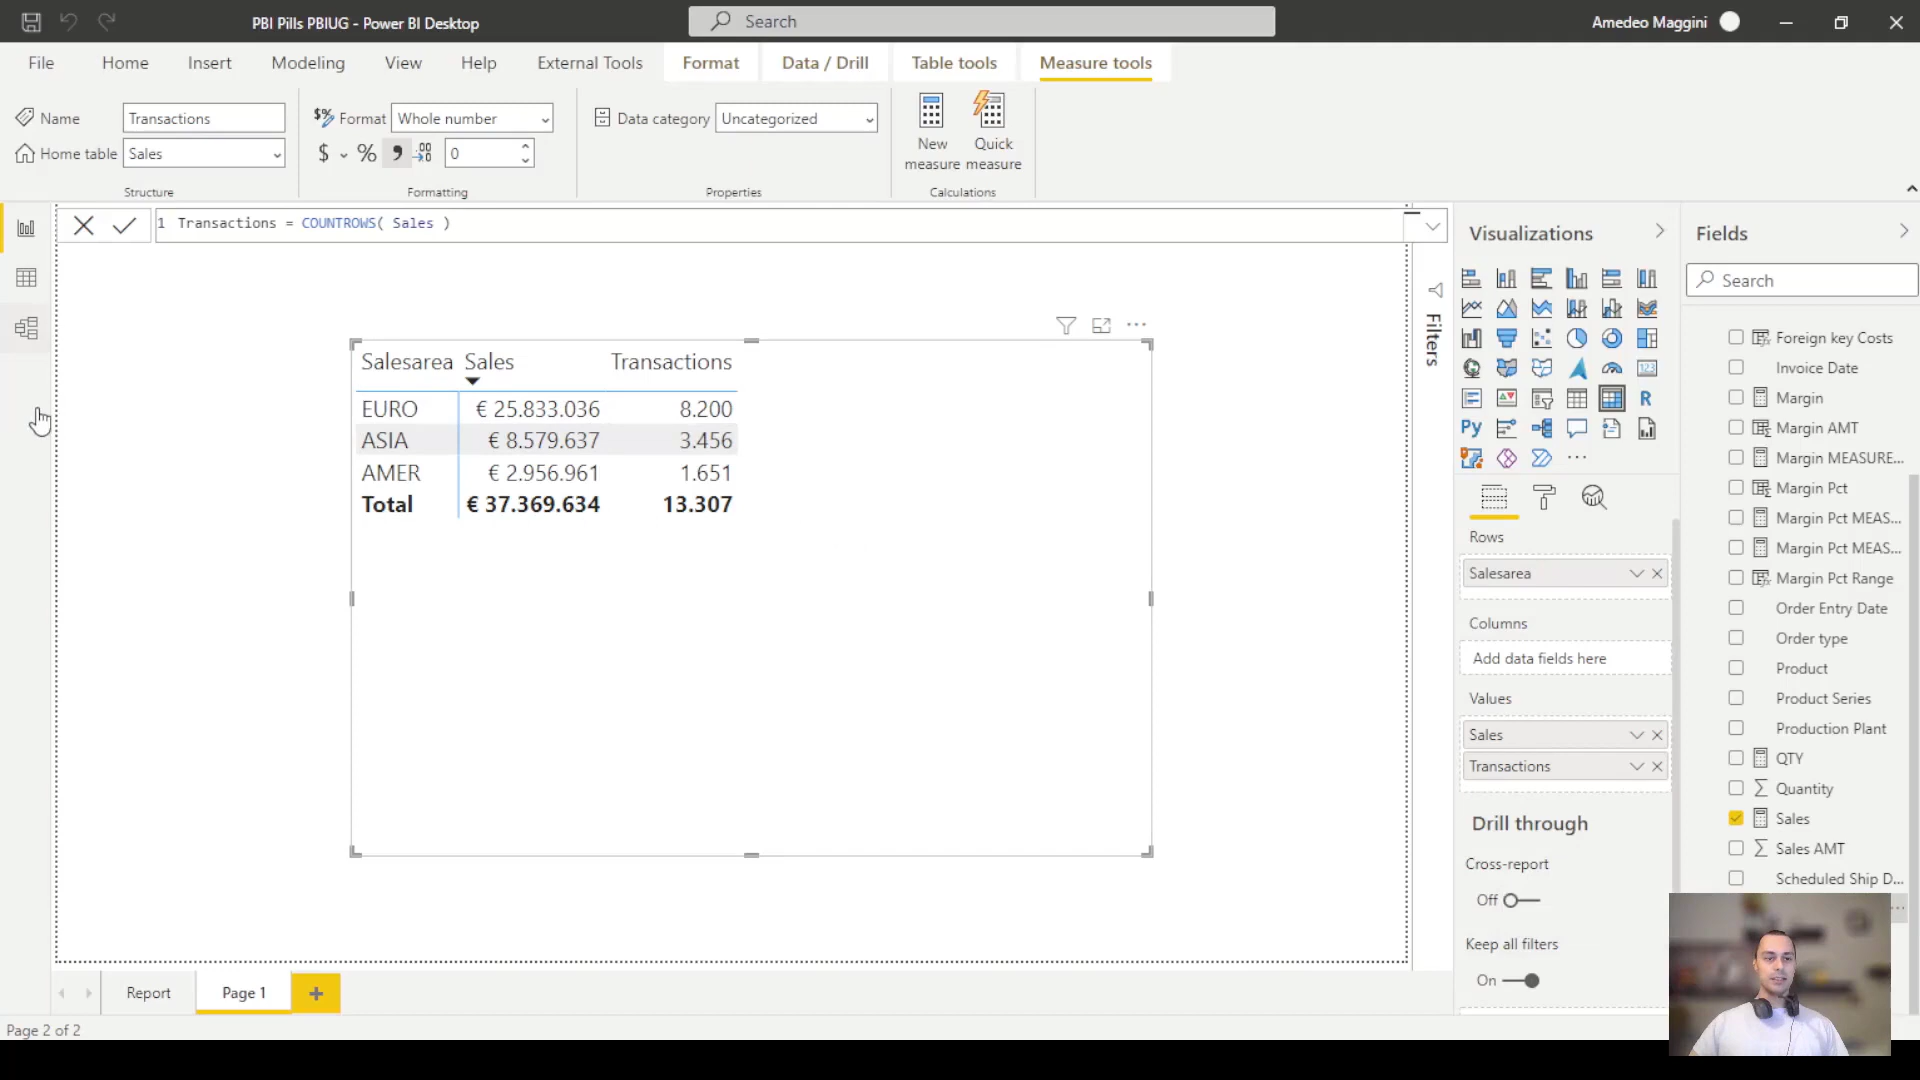 PBI Pills PBIUG - Power BI Desktop
Search
Amedeo Maggini
File
Home
Insert
Modeling
View
Help
External Tools
Format
Data / Drill
Table tools
Measure tools
Name
Transactions
Home table
Sales
Structure
Format
Whole number
$
%
0
Formatting
Data category
Uncategorized
Properties
New measure
Quick measure
Calculations
1 Transactions = COUNTROWS( Sales )
Salesarea Sales Transactions
EURO € 25.833.036 8.200
ASIA € 8.579.637 3.456
AMER € 2.956.961 1.651
Total € 37.369.634 13.307
Filters
Visualizations
123
R
Py
Rows
Salesarea
Columns
Add data fields here
Values
Sales
Transactions
Drill through
Cross-report
Off
Keep all filters
On
Fields
Search
Foreign key Costs
Invoice Date
Margin
Margin AMT
Margin MEASURE...
Margin Pct
Margin Pct MEAS...
Margin Pct MEAS...
Margin Pct Range
Order Entry Date
Order type
Product
Product Series
Production Plant
QTY
Quantity
Sales
Sales AMT
Scheduled Ship D...
Report
Page 1
Page 2 of 2